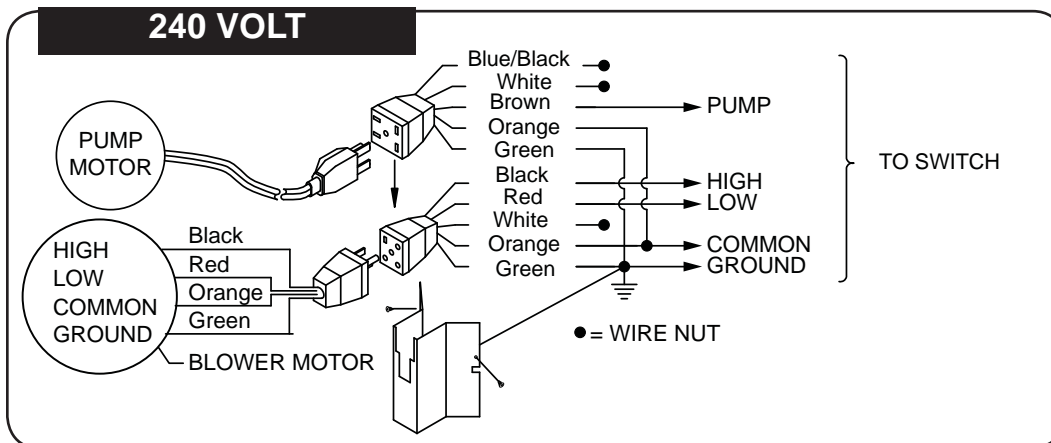 240 VOLT
PUMP
MOTOR
Blue/Black
White
Brown
Orange
Green
PUMP
Black
Red
White
Orange
Green
HIGH
LOW
COMMON
GROUND
TO SWITCH
HIGH
LOW
COMMON
GROUND
Black
Red
Orange
Green
BLOWER MOTOR
= WIRE NUT